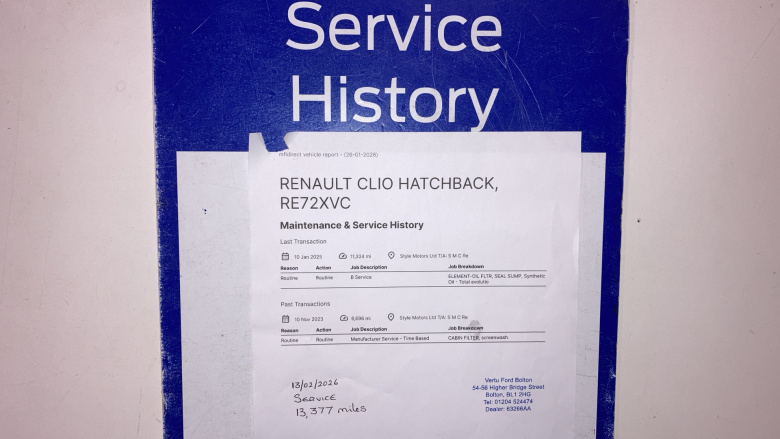 Service
History
mfldirect vehicle report - (26-01-2026)
RENAULT CLIO HATCHBACK,
RE72XVC
Maintenance & Service History
Last Transaction
10 Jan 2025 11,324 mi Style Motors Ltd T/A: S M C Re
Reason Action Job Description Job Breakdown
Routine Routine B Service ELEMENT-OIL FLTR, SEAL SUMP, Synthetic
Oil - Total evolutic
Past Transactions
10 Nov 2023 6,696 mi Style Motors Ltd T/A: S M C Re
Reason Action Job Description Job Breakdown
Routine Routine Manufacturer Service - Time Based CABIN FILTER, screenwash
13/02/2026
SERVICE
13,377 miles
Vertu Ford Bolton
54-56 Higher Bridge Street
Bolton, BL1 2HG
Tel: 01204 524474
Dealer: 63266AA